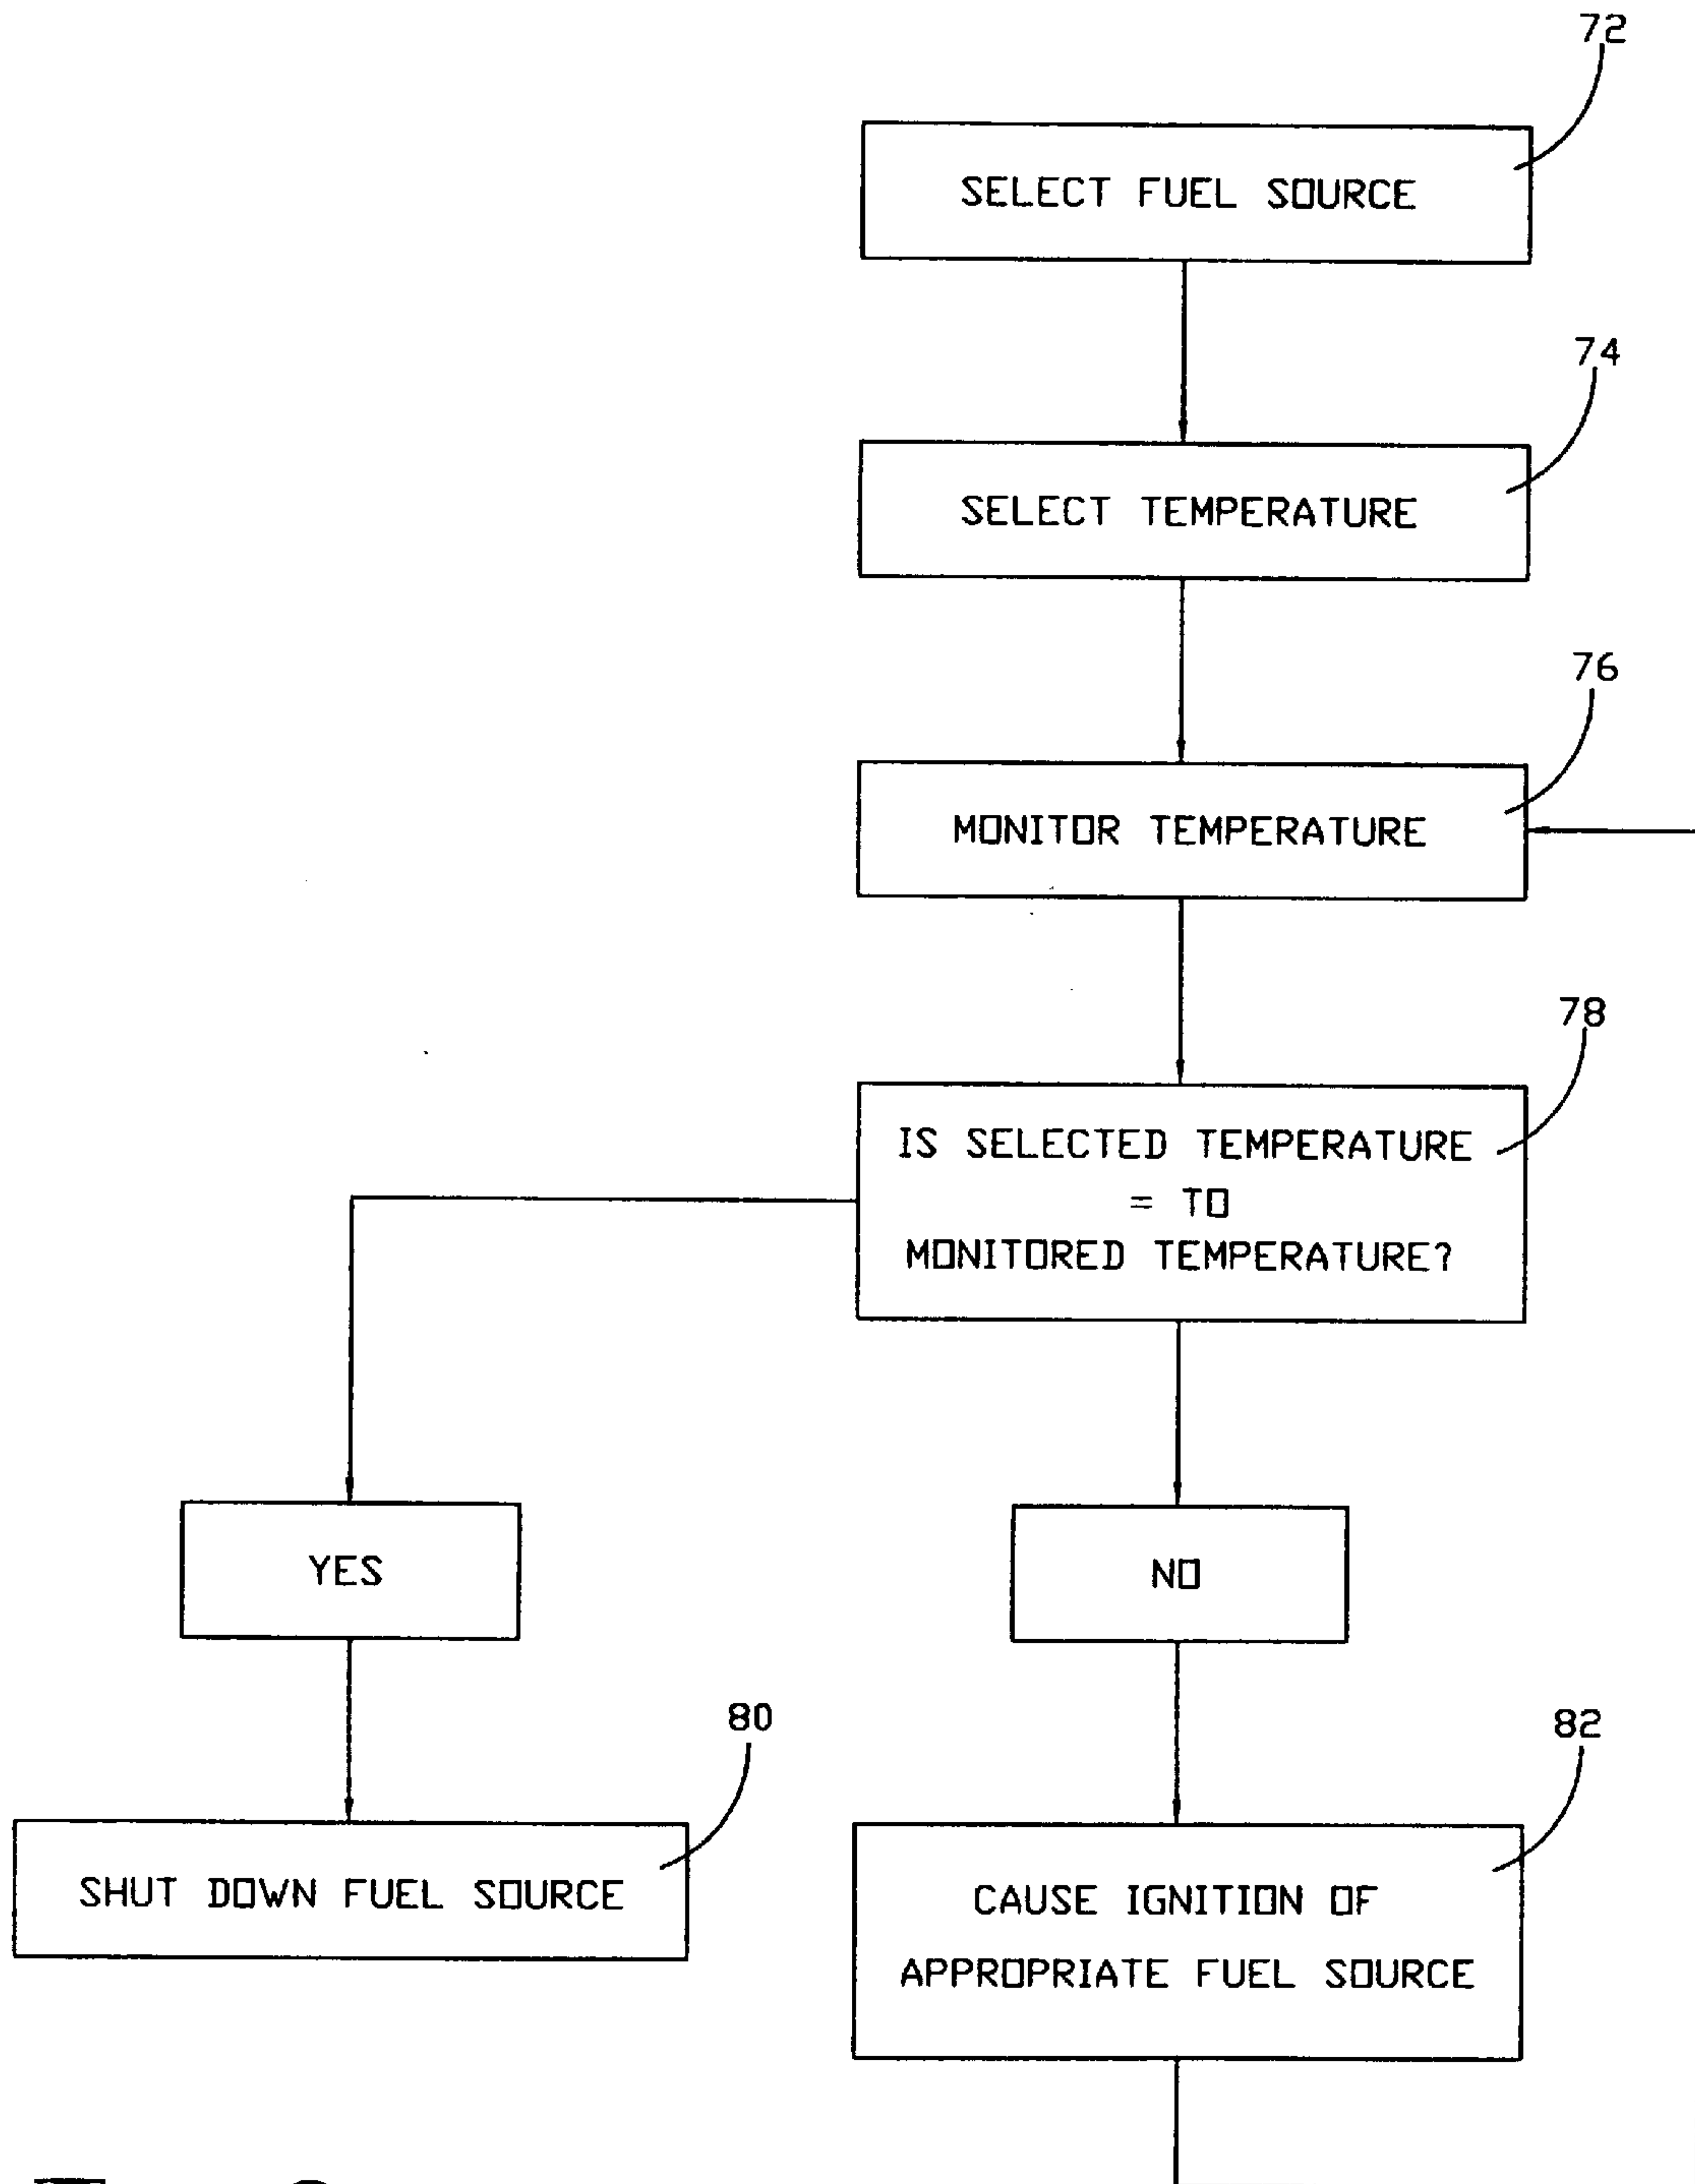 72
SELECT FUEL SOURCE
74
SELECT TEMPERATURE
76
MONITOR TEMPERATURE
78
IS SELECTED TEMPERATURE
= TO
MONITORED TEMPERATURE?
YES
NO
80
82
SHUT DOWN FUEL SOURCE
CAUSE IGNITION OF
APPROPRIATE FUEL SOURCE